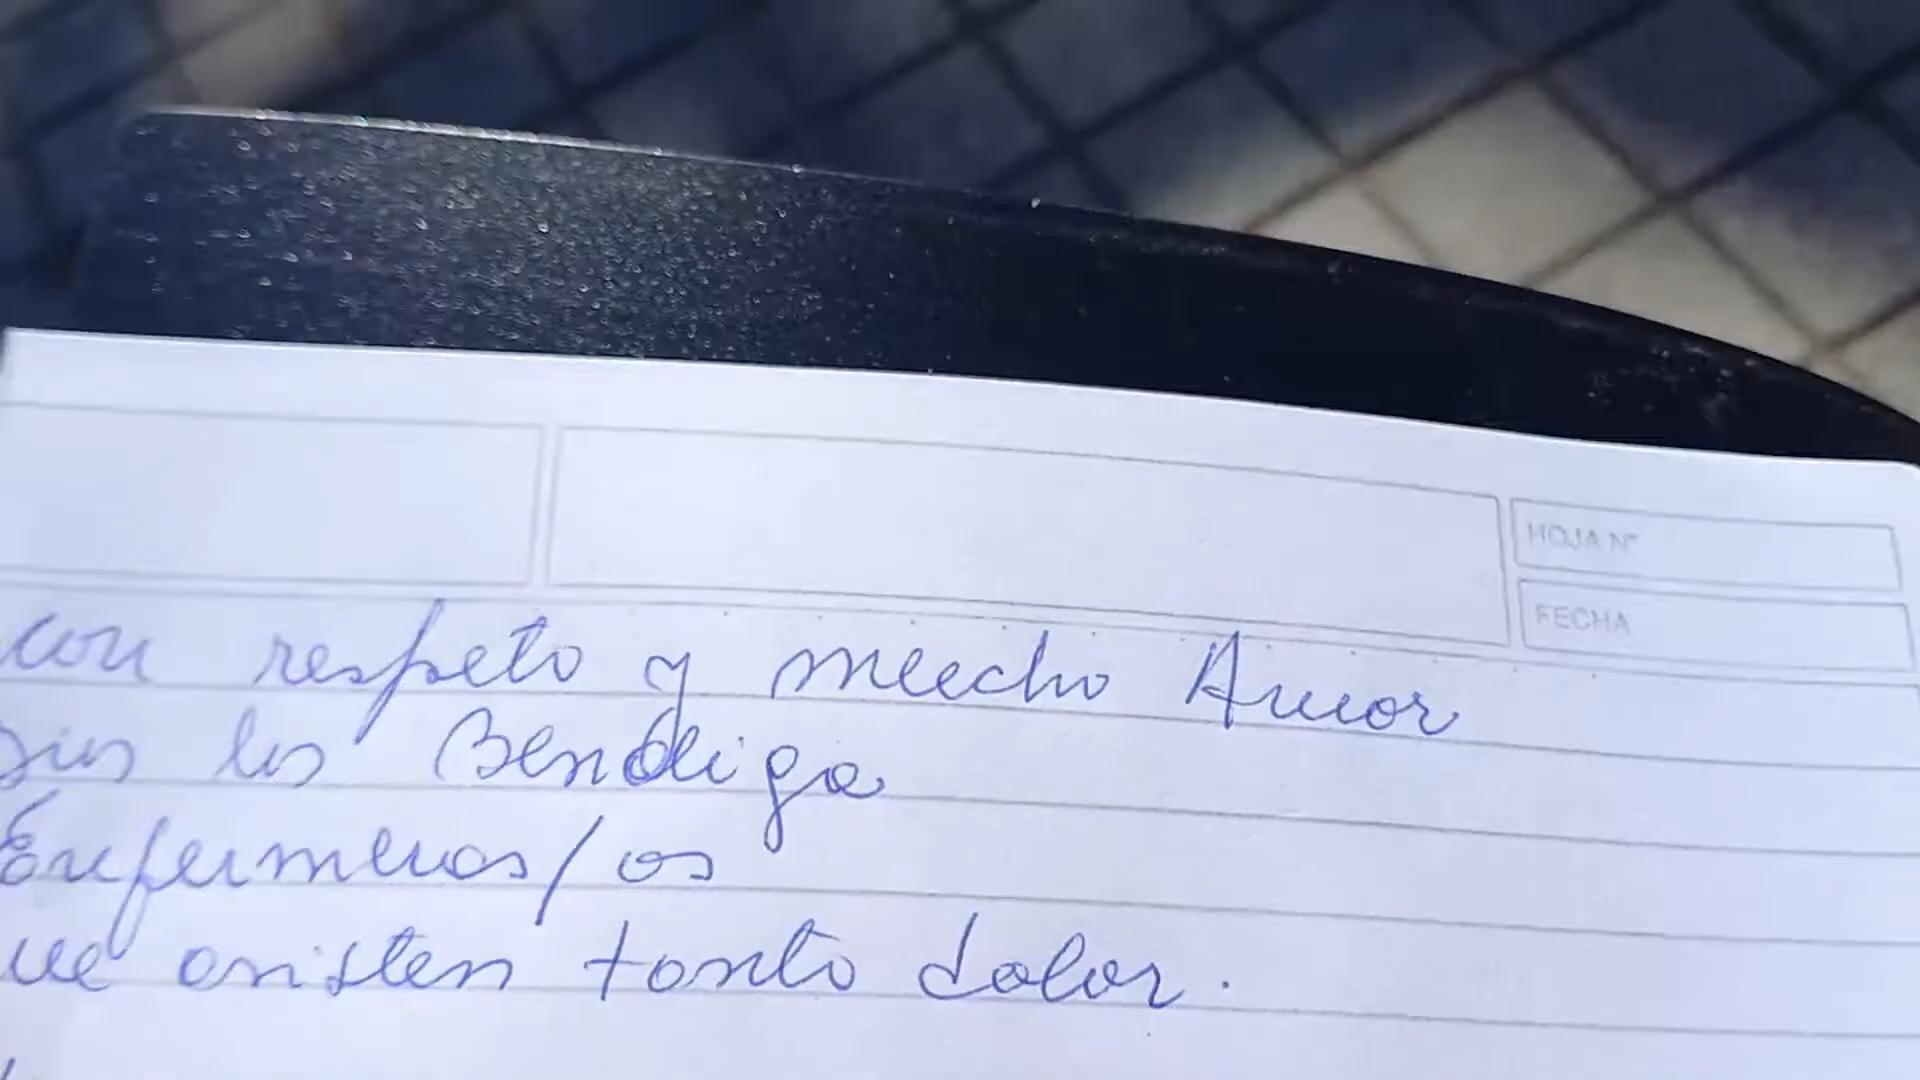 HOJA N°
FECHA
con respeto y mucho Amor
Dios los Bendiga
Enfermeras/os
que asisten tanto dolor.